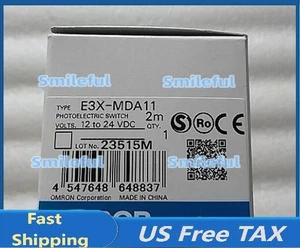 Smileful
Smileful
TYPE E3X-MDA11
PHOTOELECTRIC SWITCH 2m
VOLTS. 12 to 24 VDC
QTY. 1
LOT No. 23515M
Smileful
Smileful
4 547648 648837
OMRON Corporation
Fast
Shipping
US Free TAX